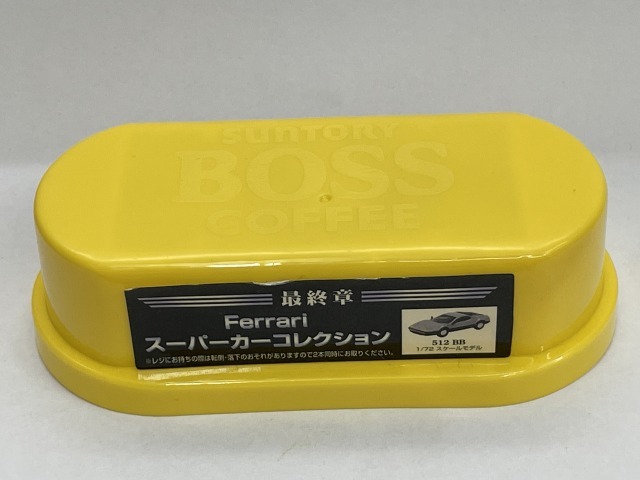 SUNTORY
BOSS
COFFEE
最終章
Ferrari
スーパーカーコレクション
※レジにお持ちの際は転倒・落下のおそれがありますので2本同時にお取りください。
512 BB
1/72 スケールモデル